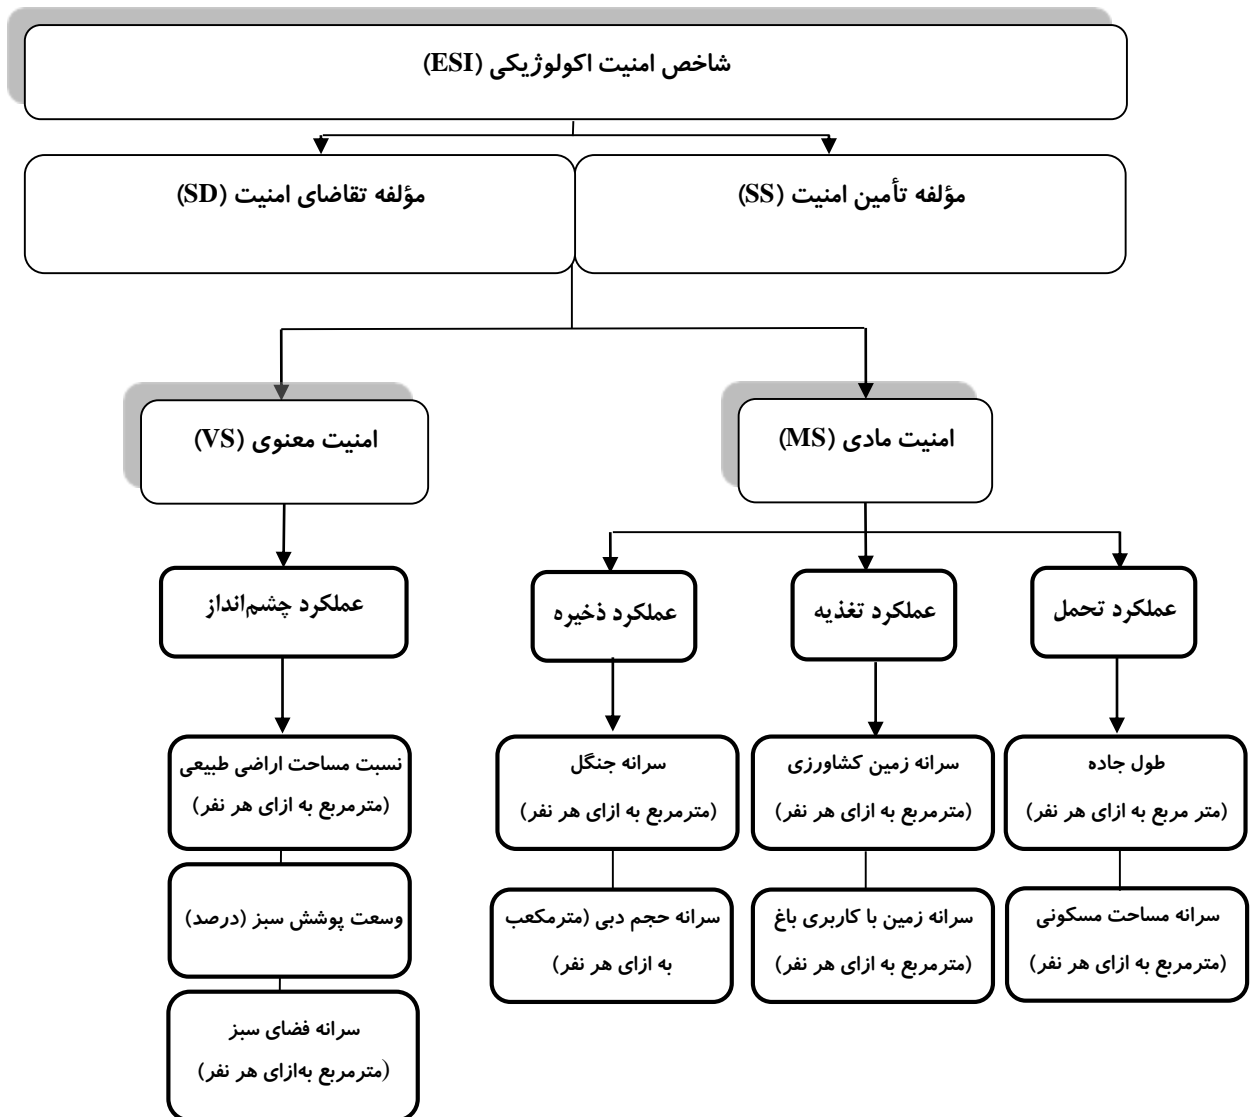 شاخص امنیت اکولوژیکی (ESI)
مؤلفه تأمین امنیت (SS)
مؤلفه تقاضای امنیت (SD)
امنیت مادی (MS)
امنیت معنوی (VS)
عملکرد تحمل
عملکرد تغذیه
عملکرد ذخیره
عملکرد چشم‌انداز
طول جاده
(متر مربع به ازای هر نفر)
سرانه زمین کشاورزی
(مترمربع به ازای هر نفر)
سرانه جنگل
(مترمربع به ازای هر نفر)
نسبت مساحت اراضی طبیعی
(مترمربع به ازای هر نفر)
سرانه مساحت مسکونی
(مترمربع به ازای هر نفر)
سرانه زمین با کاربری باغ
(مترمربع به ازای هر نفر)
سرانه حجم دبی (مترمکعب
به ازای هر نفر)
وسعت پوشش سبز (درصد)
سرانه فضای سبز
(مترمربع به‌ازای هر نفر)